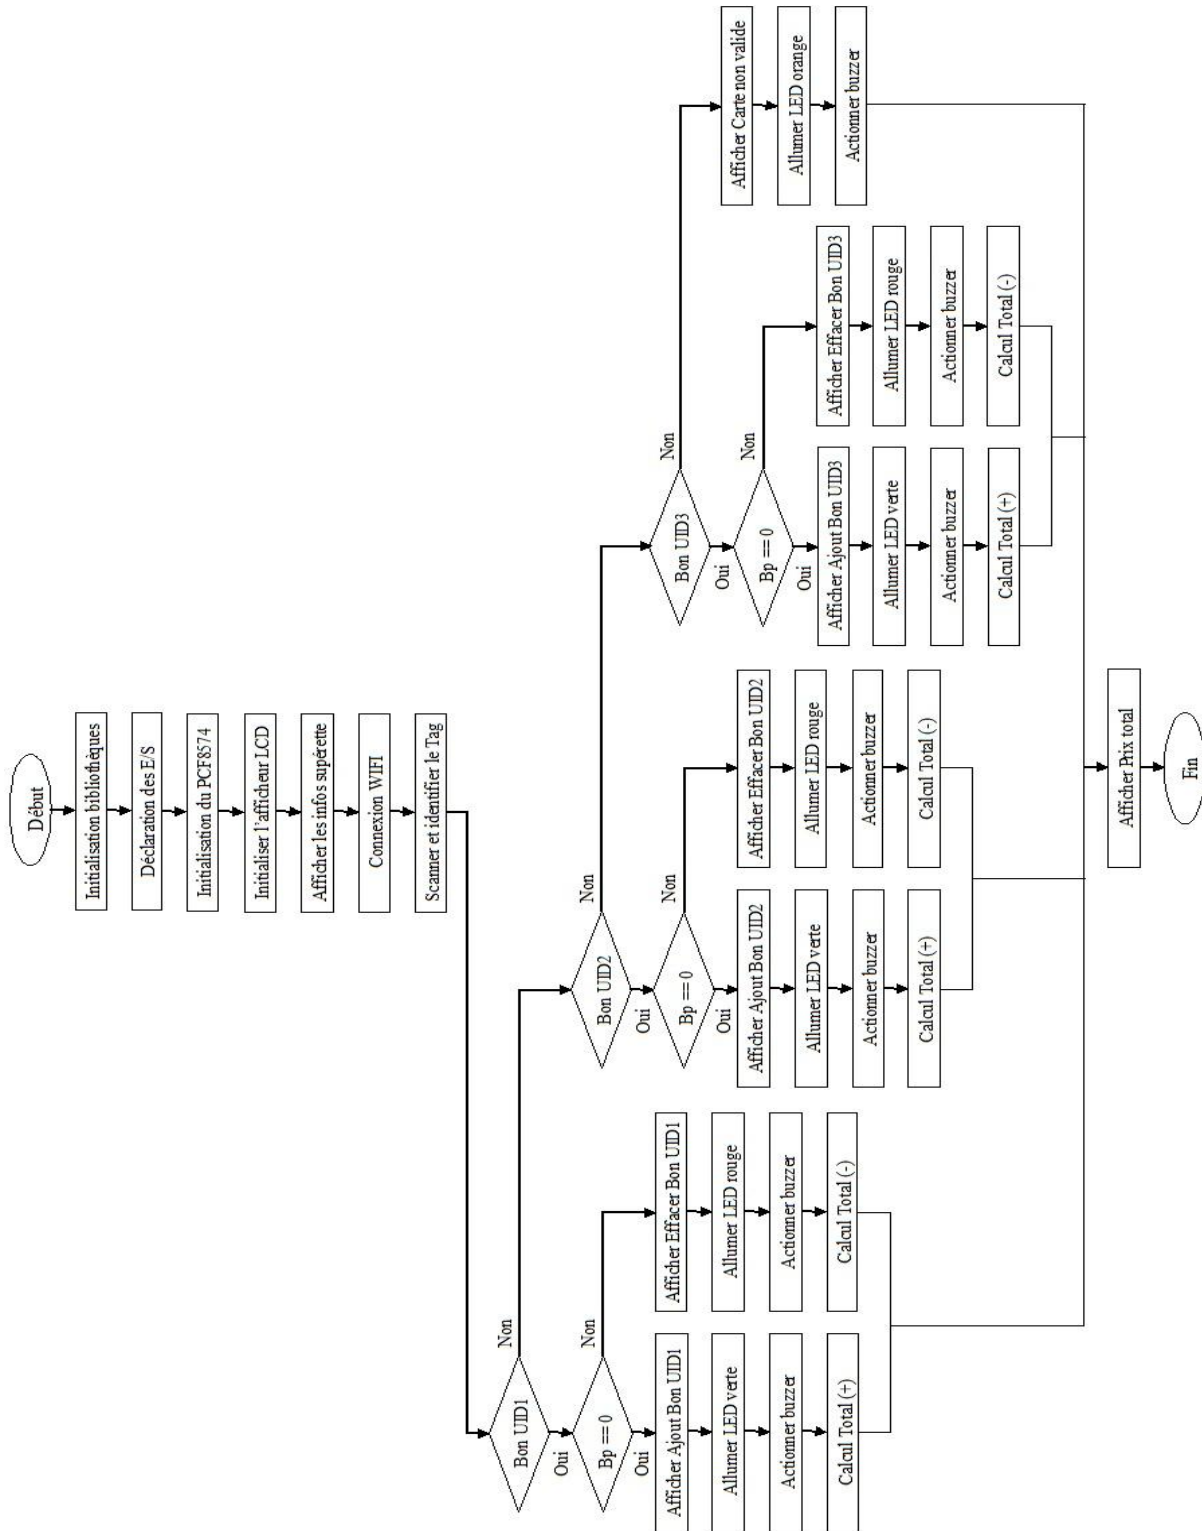 Début
Initialisation bibliothèques
Déclaration des E/S
Initialisation du PCF8574
Initialiser l'afficheur LCD
Afficher les infos supérette
Connexion WIFI
Scanner et identifier le Tag
Bon UID1
Non
Oui
Bp == 0
Non
Oui
Afficher Ajout Bon UID1
Allumer LED verte
Actionner buzzer
Calcul Total (+)
Afficher Effacer Bon UID1
Allumer LED rouge
Actionner buzzer
Calcul Total (-)
Bon UID2
Non
Oui
Bp == 0
Non
Oui
Afficher Ajout Bon UID2
Allumer LED verte
Actionner buzzer
Calcul Total (+)
Afficher Effacer Bon UID2
Allumer LED rouge
Actionner buzzer
Calcul Total (-)
Bon UID3
Non
Oui
Bp == 0
Non
Oui
Afficher Ajout Bon UID3
Allumer LED verte
Actionner buzzer
Calcul Total (+)
Afficher Effacer Bon UID3
Allumer LED rouge
Actionner buzzer
Calcul Total (-)
Afficher Carte non valide
Allumer LED orange
Actionner buzzer
Afficher Prix total
Fin